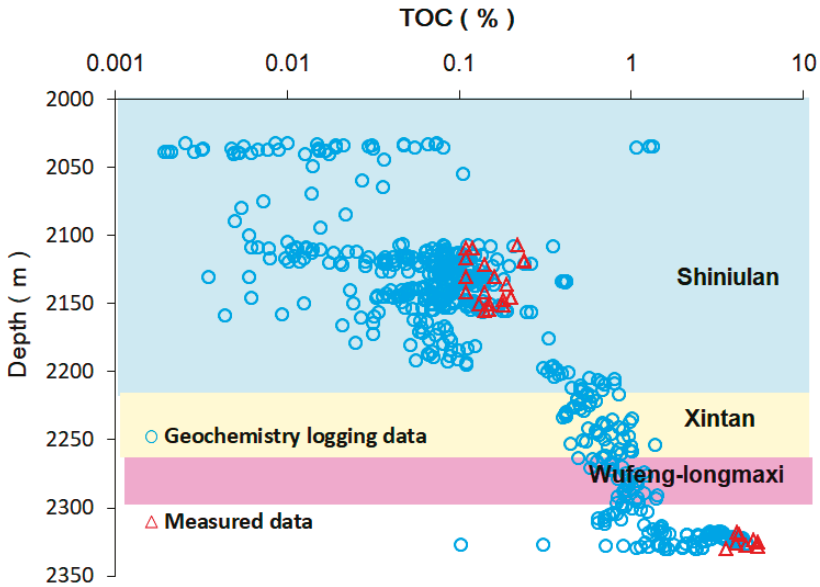 TOC ( % )
0.001 0.01 0.1 1 10
2000
2050
2100
2150
2200
2250
2300
2350
Depth ( m )
Shiniulan
Xintan
Geochemistry logging data
Wufeng-longmaxi
Measured data